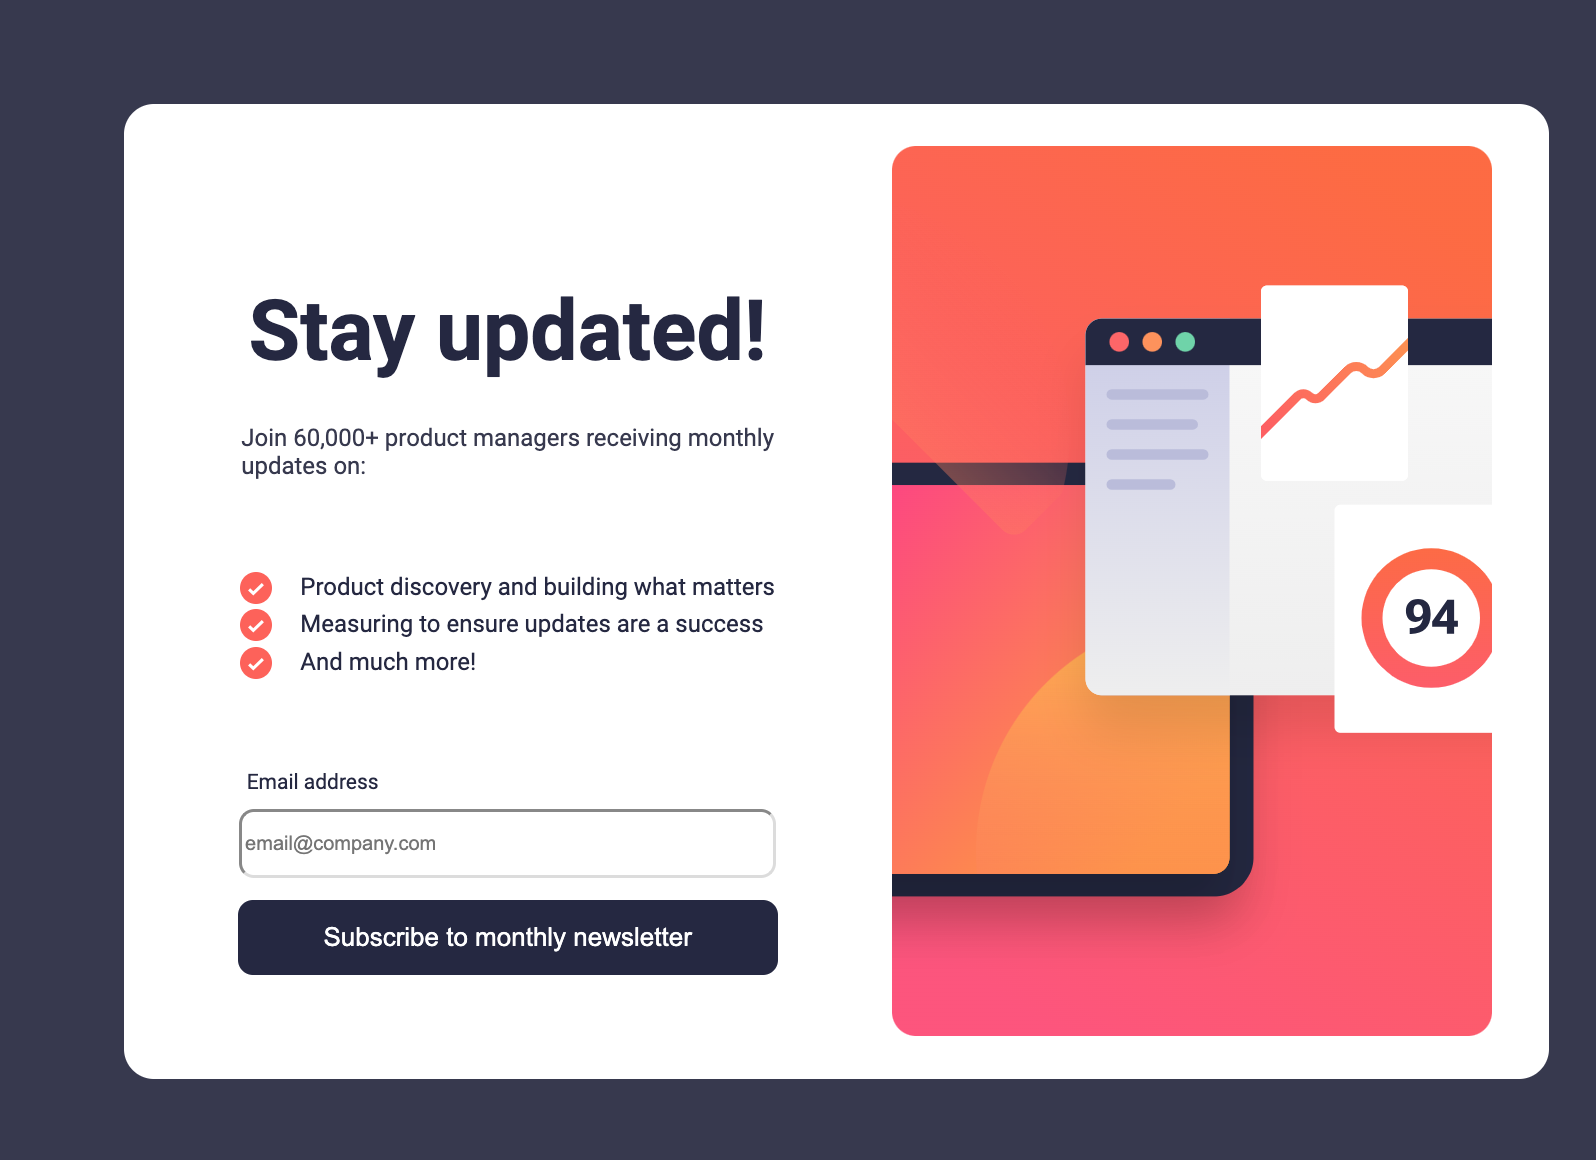 Stay updated!
Join 60,000+ product managers receiving monthly
updates on:
Product discovery and building what matters
Measuring to ensure updates are a success
And much more!
Email address
email@company.com
Subscribe to monthly newsletter
94